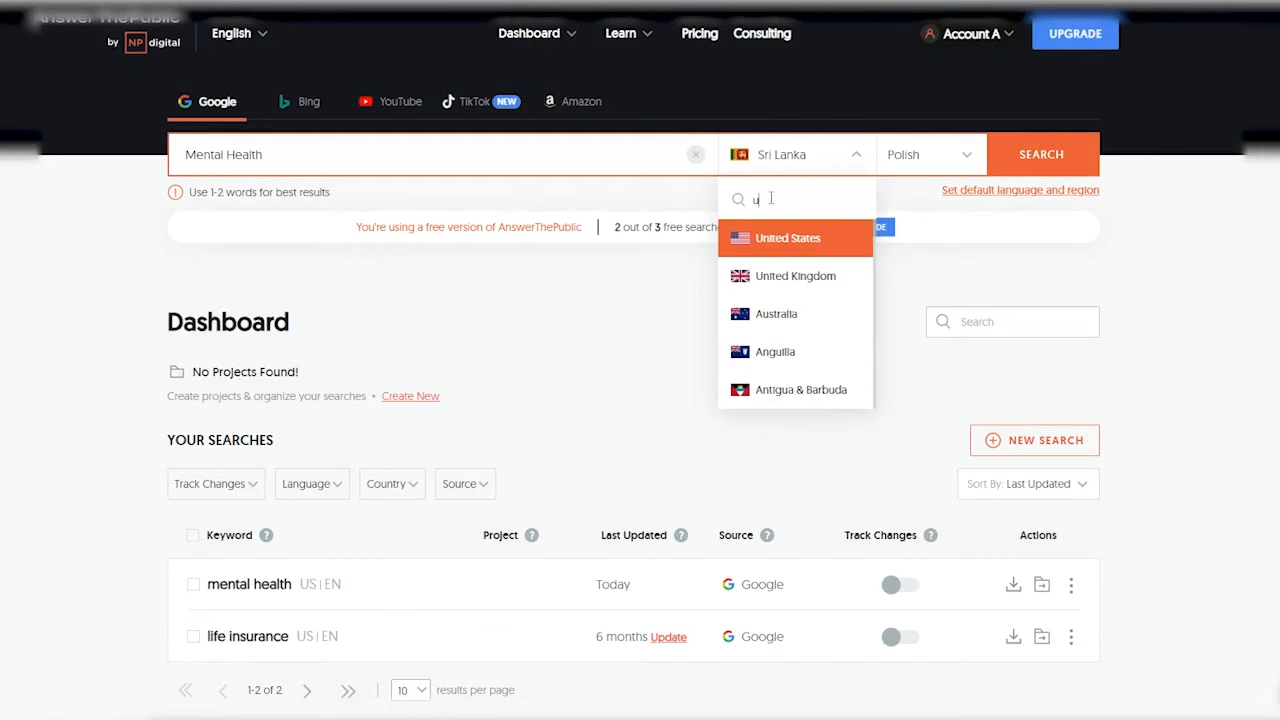 Answer ThePublic
by NP digital
English
Dashboard
Learn
Pricing
Consulting
Account A
UPGRADE
Google
Bing
YouTube
TikTok NEW
Amazon
Mental Health
Sri Lanka
Polish
SEARCH
Use 1-2 words for best results
u
Set default language and region
You're using a free version of AnswerThePublic
2 out of 3 free search
DE
United States
United Kingdom
Australia
Anguilla
Antigua & Barbuda
Dashboard
Search
No Projects Found!
Create projects & organize your searches • Create New
YOUR SEARCHES
NEW SEARCH
Track Changes
Language
Country
Source
Sort By: Last Updated
Keyword ?
Project ?
Last Updated ?
Source ?
Track Changes ?
Actions
mental health US | EN
Today
Google
life insurance US | EN
6 months Update
Google
1-2 of 2
10
results per page